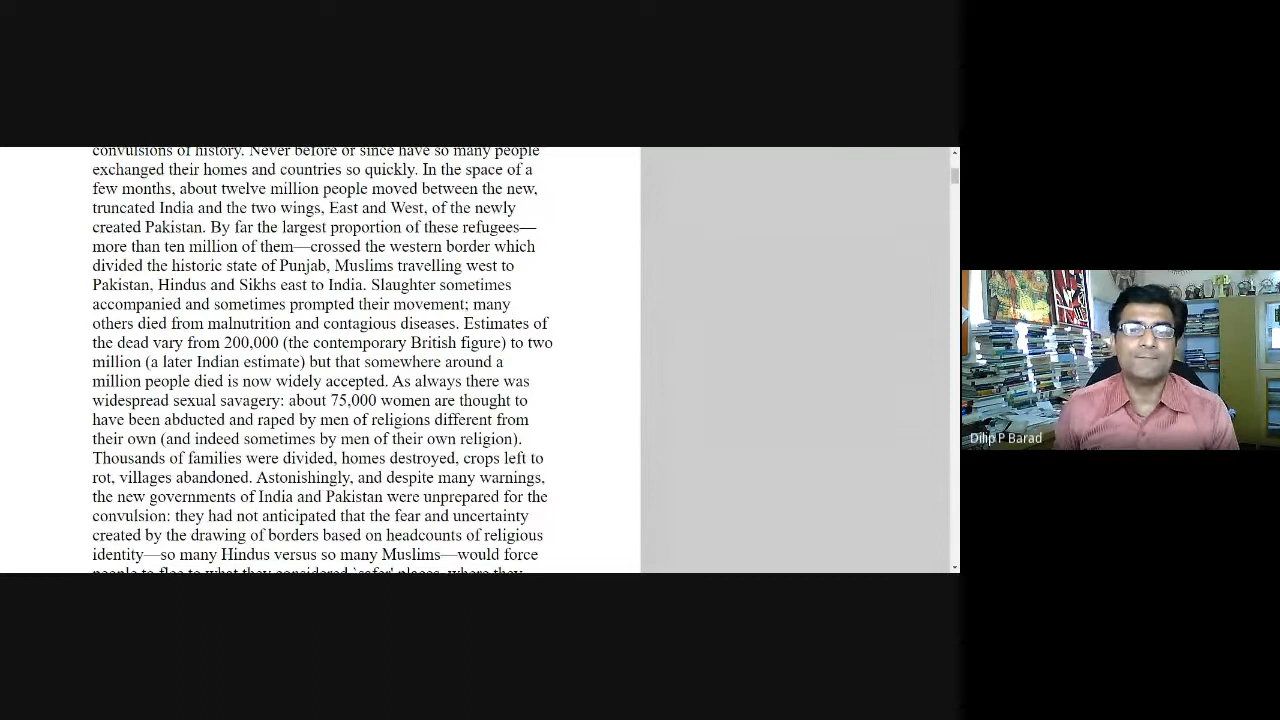 convulsions of history. Never before or since have so many people
exchanged their homes and countries so quickly. In the space of a
few months, about twelve million people moved between the new,
truncated India and the two wings, East and West, of the newly
created Pakistan. By far the largest proportion of these refugees—
more than ten million of them—crossed the western border which
divided the historic state of Punjab, Muslims travelling west to
Pakistan, Hindus and Sikhs east to India. Slaughter sometimes
accompanied and sometimes prompted their movement; many
others died from malnutrition and contagious diseases. Estimates of
the dead vary from 200,000 (the contemporary British figure) to two
million (a later Indian estimate) but that somewhere around a
million people died is now widely accepted. As always there was
widespread sexual savagery: about 75,000 women are thought to
have been abducted and raped by men of religions different from
their own (and indeed sometimes by men of their own religion).
Thousands of families were divided, homes destroyed, crops left to
rot, villages abandoned. Astonishingly, and despite many warnings,
the new governments of India and Pakistan were unprepared for the
convulsion: they had not anticipated that the fear and uncertainty
created by the drawing of borders based on headcounts of religious
identity—so many Hindus versus so many Muslims—would force
people to flee to what they considered `safer' places, where they
Dilip P Barad